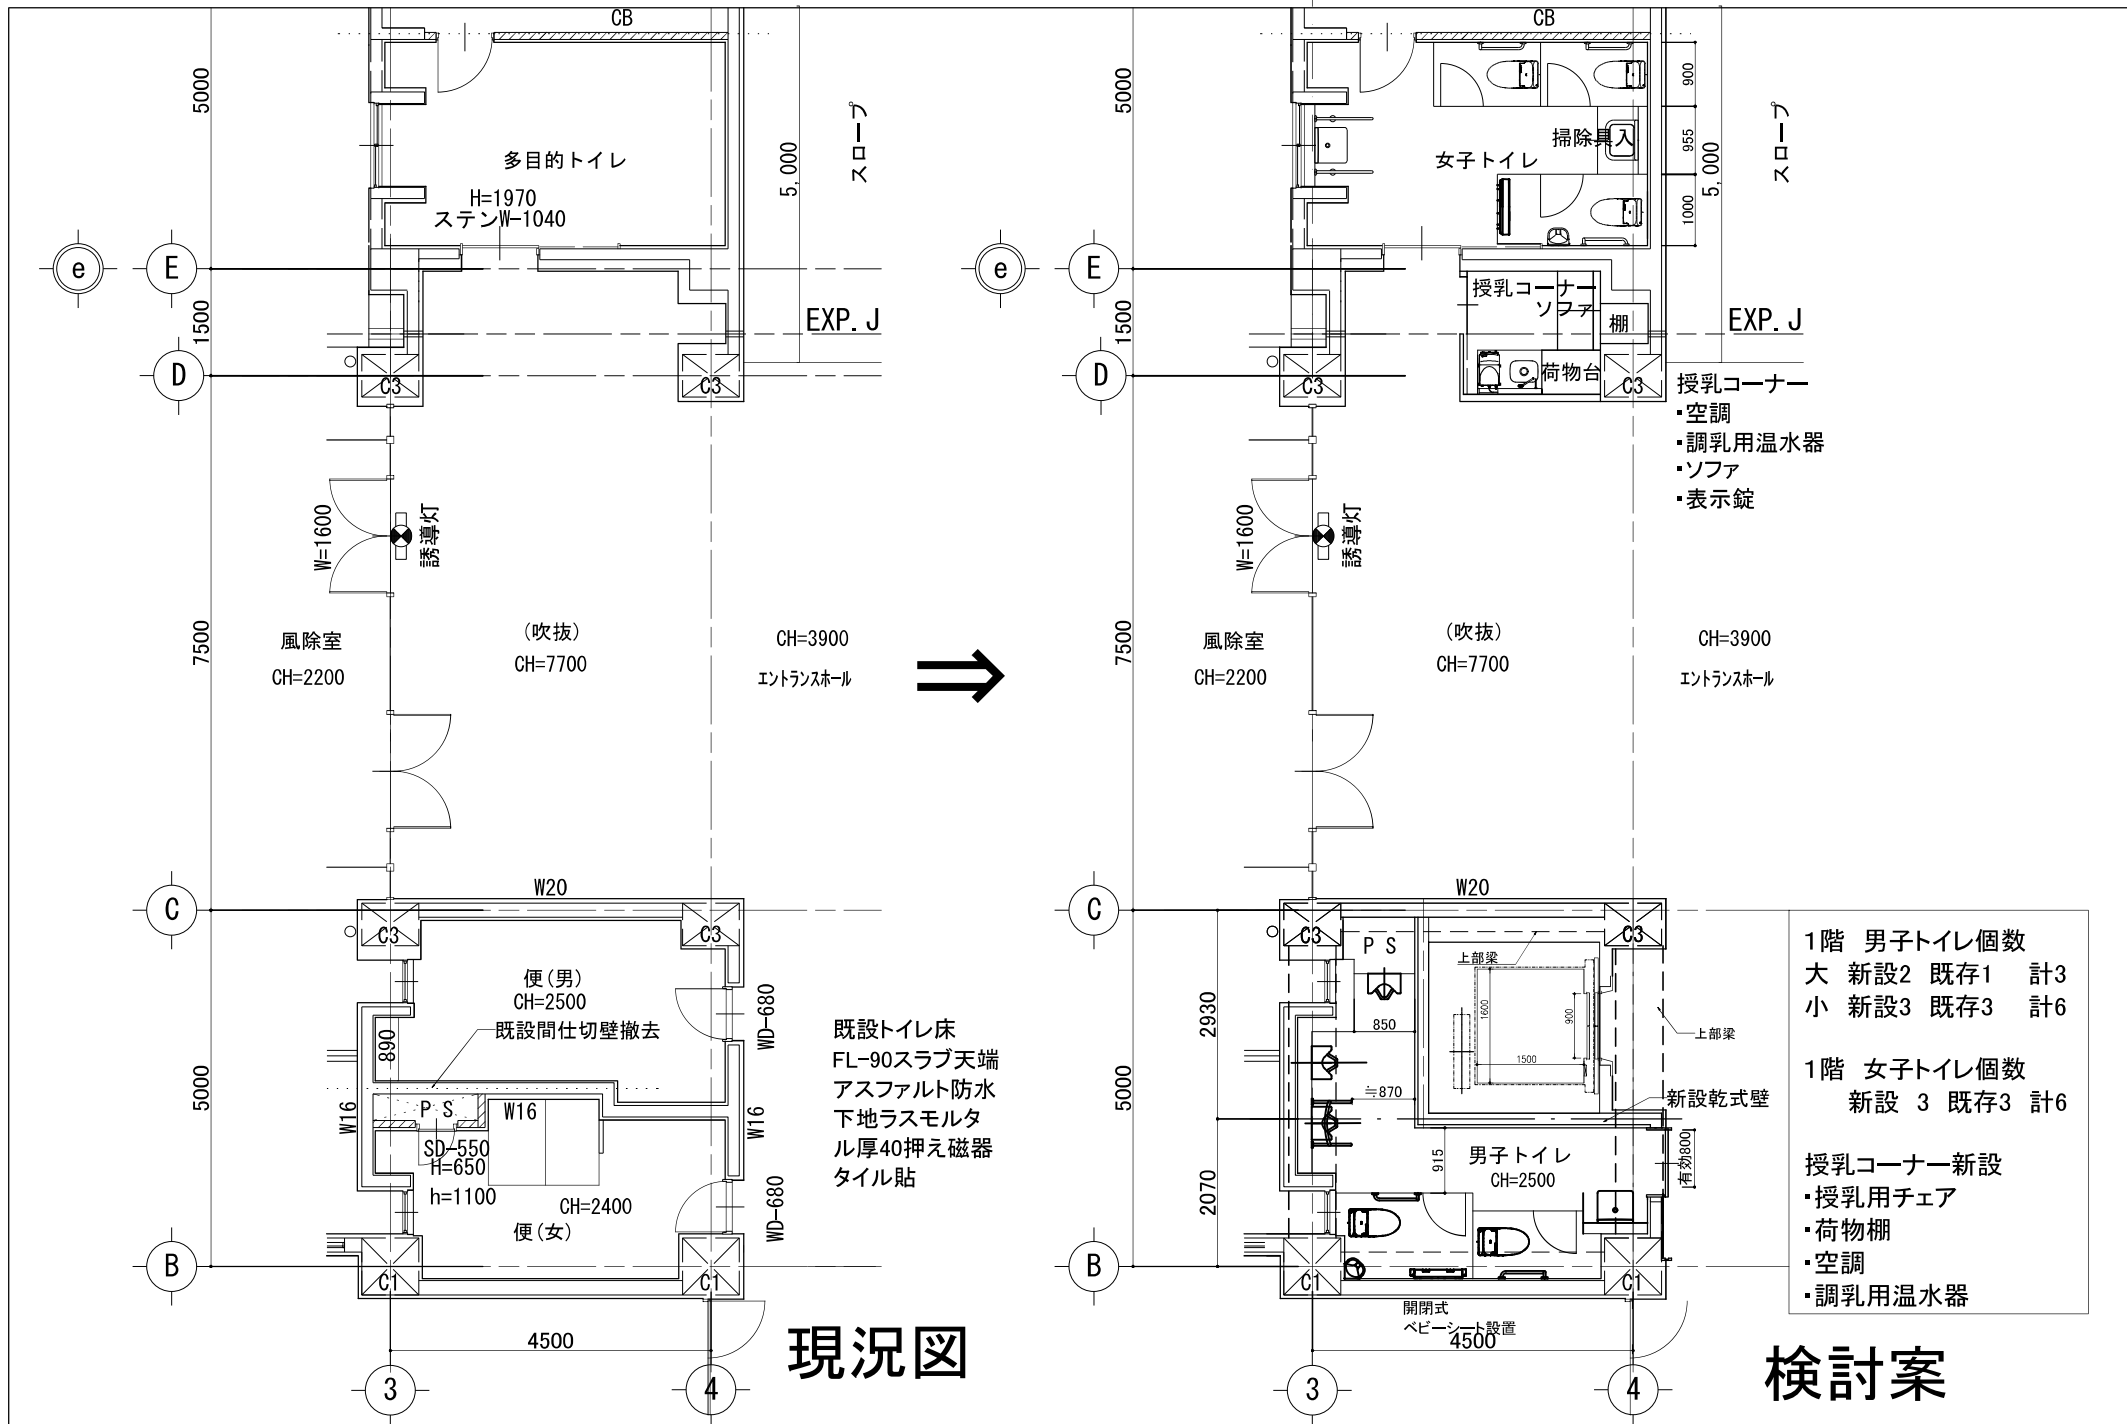 CB
5000
スロープ
多目的トイレ
5,000
H=1970
ステンW-1040
e
E
1500
EXP.J
D
C3
C3
W=1600
誘導灯
7500
風除室
CH=2200
(吹抜)
CH=7700
CH=3900
エントランスホール
C
W20
C3
C3
便(男)
CH=2500
WD-680
既設間仕切壁撤去
890
既設トイレ床
FL-90スラブ天端
アスファルト防水
下地ラスモルタ
ル厚40押え磁器
タイル貼
5000
W16
PS
W16
W16
SD-550
H=650
h=1100
CH=2400
便(女)
WD-680
B
C1
C1
4500
3
4
現況図
⇒
CB
5000
900
掃除具入
955
スロープ
女子トイレ
5,000
1000
e
E
授乳コーナー
ソファ
棚
1500
EXP.J
D
荷物台
C3
C3
授乳コーナー
・空調
・調乳用温水器
・ソファ
・表示錠
W=1600
誘導灯
7500
風除室
CH=2200
(吹抜)
CH=7700
CH=3900
エントランスホール
C
W20
C3
C3
PS
上部梁
2930
1600
900
850
1500
上部梁
≒870
新設乾式壁
5000
男子トイレ
CH=2500
915
有効800
2070
B
C1
C1
開閉式
ベビーシート設置
4500
3
4
1階 男子トイレ個数
大 新設2 既存1 計3
小 新設3 既存3 計6
1階 女子トイレ個数
新設 3 既存3 計6
授乳コーナー新設
・授乳用チェア
・荷物棚
・空調
・調乳用温水器
検討案